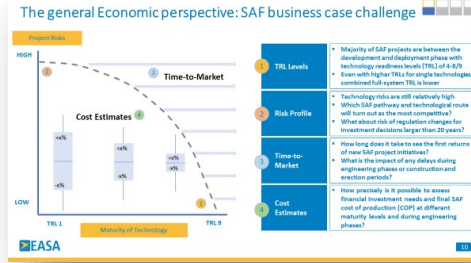 The general Economic perspective: SAF business case challenge
Project Risks
HIGH
2
3
Time-to-Market
Cost Estimates
4
+x%
+x%
+x%
-x%
-x%
-x%
1
LOW
TRL 1
TRL 9
Maturity of Technology
1
TRL Levels
• Majority of SAF projects are between the
development and deployment phase with
technology readiness levels (TRL) of 4-8/9
• Even with higher TRLs for single technologies
combined full-system TRL is lower
2
Risk Profile
• Technology risks are still relatively high
• Which SAF pathway and technological route
will turn out as the most competitive?
• What about risk of regulation changes for
investment decisions larger than 20 years?
3
Time-to-
Market
• How long does it take to see the first returns
of new SAF project initiatives?
• What is the impact of any delays during
engineering phases or construction and
erection periods?
4
Cost
Estimates
• How precisely is it possible to assess
financial investment needs and final SAF
cost of production (COP) at different
maturity levels and during engineering
phases?
EASA
10